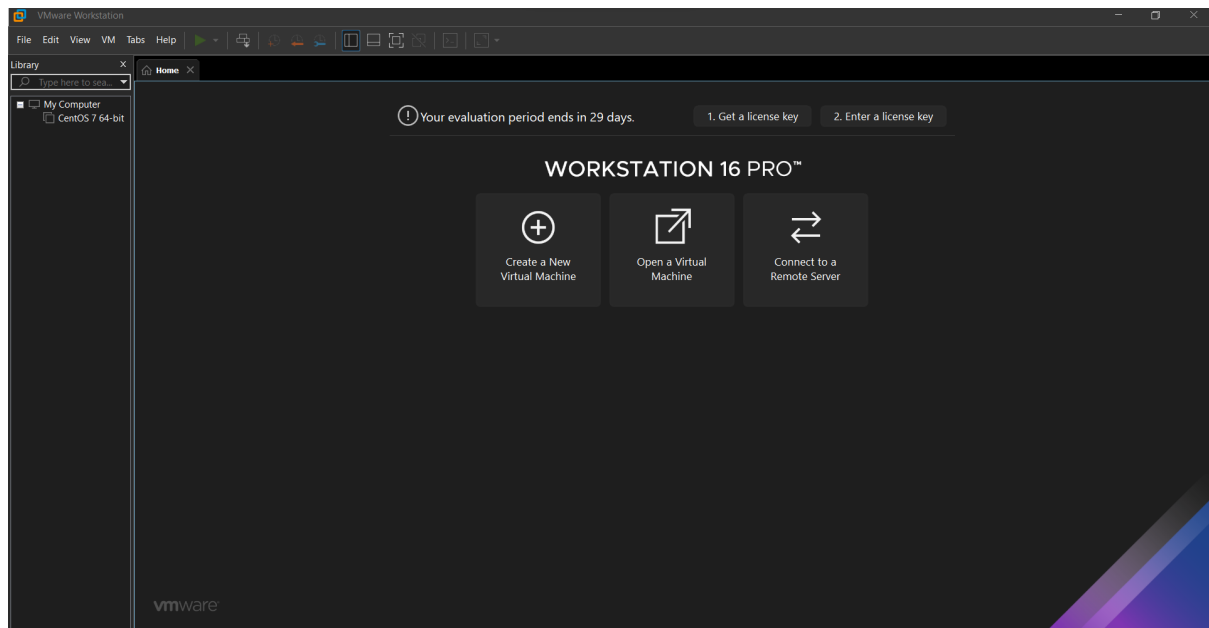 VMware Workstation
File Edit View VM Tabs Help
Library X
Type here to sea...
My Computer
CentOS 7 64-bit
Home
Your evaluation period ends in 29 days.
1. Get a license key
2. Enter a license key
WORKSTATION 16 PRO™
Create a New
Virtual Machine
Open a Virtual
Machine
Connect to a
Remote Server
vmware